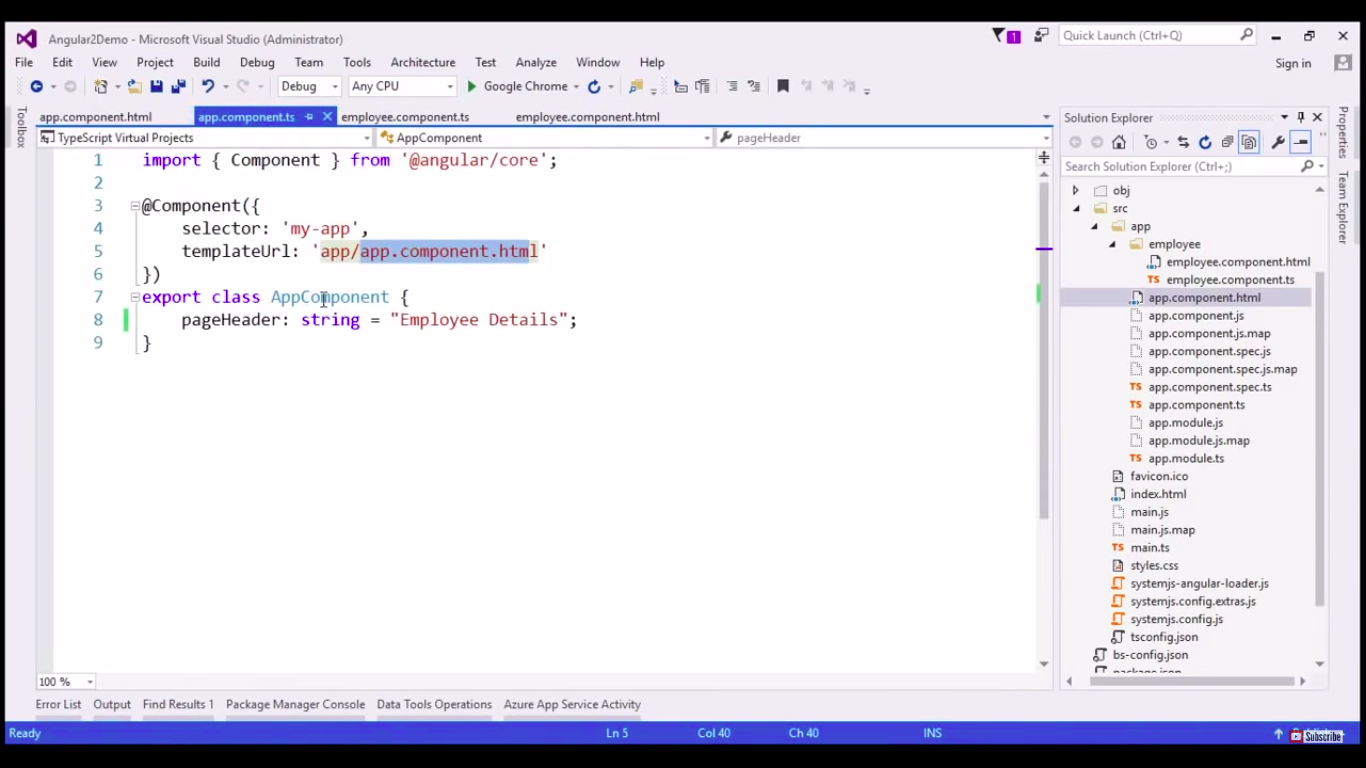 Angular2Demo - Microsoft Visual Studio (Administrator)
1
Quick Launch (Ctrl+Q)
File Edit View Project Build Debug Team Tools Architecture Test Analyze Window Help
Sign in
Debug Any CPU Google Chrome
Toolbox
app.component.html app.component.ts employee.component.ts employee.component.html
TypeScript Virtual Projects AppComponent pageHeader
1 import { Component } from '@angular/core';
2
3 @Component({
4 selector: 'my-app',
5 templateUrl: 'app/app.component.html'
6 })
7 export class AppComponent {
8 pageHeader: string = "Employee Details";
9 }
100 %
Solution Explorer
Search Solution Explorer (Ctrl+;)
obj
src
app
employee
employee.component.html
TS employee.component.ts
app.component.html
app.component.js
app.component.js.map
app.component.spec.js
app.component.spec.js.map
TS app.component.spec.ts
TS app.component.ts
app.module.js
app.module.js.map
TS app.module.ts
favicon.ico
index.html
main.js
main.js.map
TS main.ts
styles.css
systemjs-angular-loader.js
systemjs.config.extras.js
systemjs.config.js
tsconfig.json
bs-config.json
package.json
Properties
Team Explorer
Error List Output Find Results 1 Package Manager Console Data Tools Operations Azure App Service Activity
Ready Ln 5 Col 40 Ch 40 INS
Subscribe